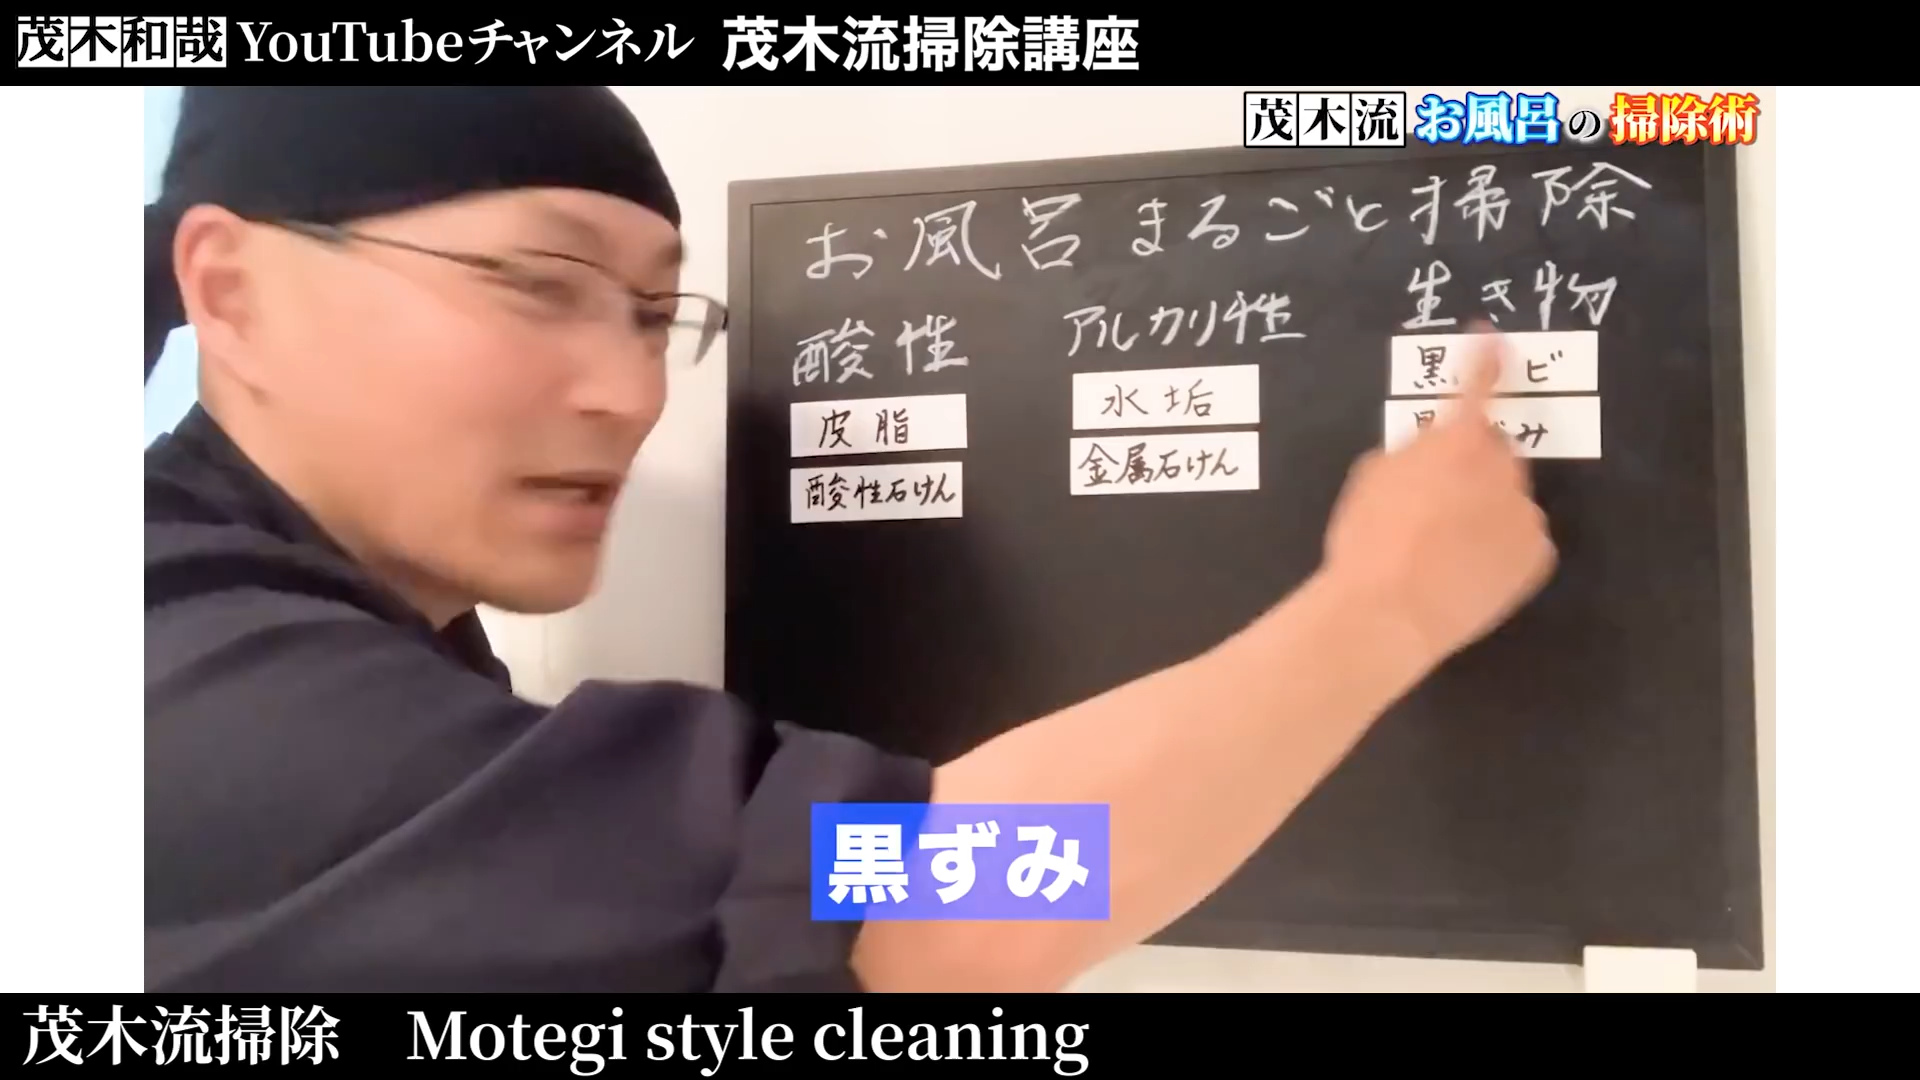 茂木和哉 YouTubeチャンネル 茂木流掃除講座
茂木流 お風呂の掃除術
お風呂まるごと掃除
酸性
アルカリ性
生き物
皮脂
酸性石けん
水垢
金属石けん
黒 ビ
み
黒ずみ
茂木流掃除 Motegi style cleaning